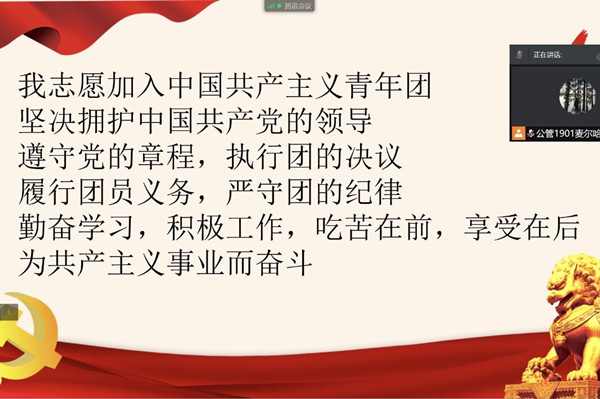 腾讯会议
正在讲话:
公管1901麦尔哈
我志愿加入中国共产主义青年团
坚决拥护中国共产党的领导
遵守党的章程，执行团的决议
履行团员义务，严守团的纪律
勤奋学习，积极工作，吃苦在前，享受在后
为共产主义事业而奋斗